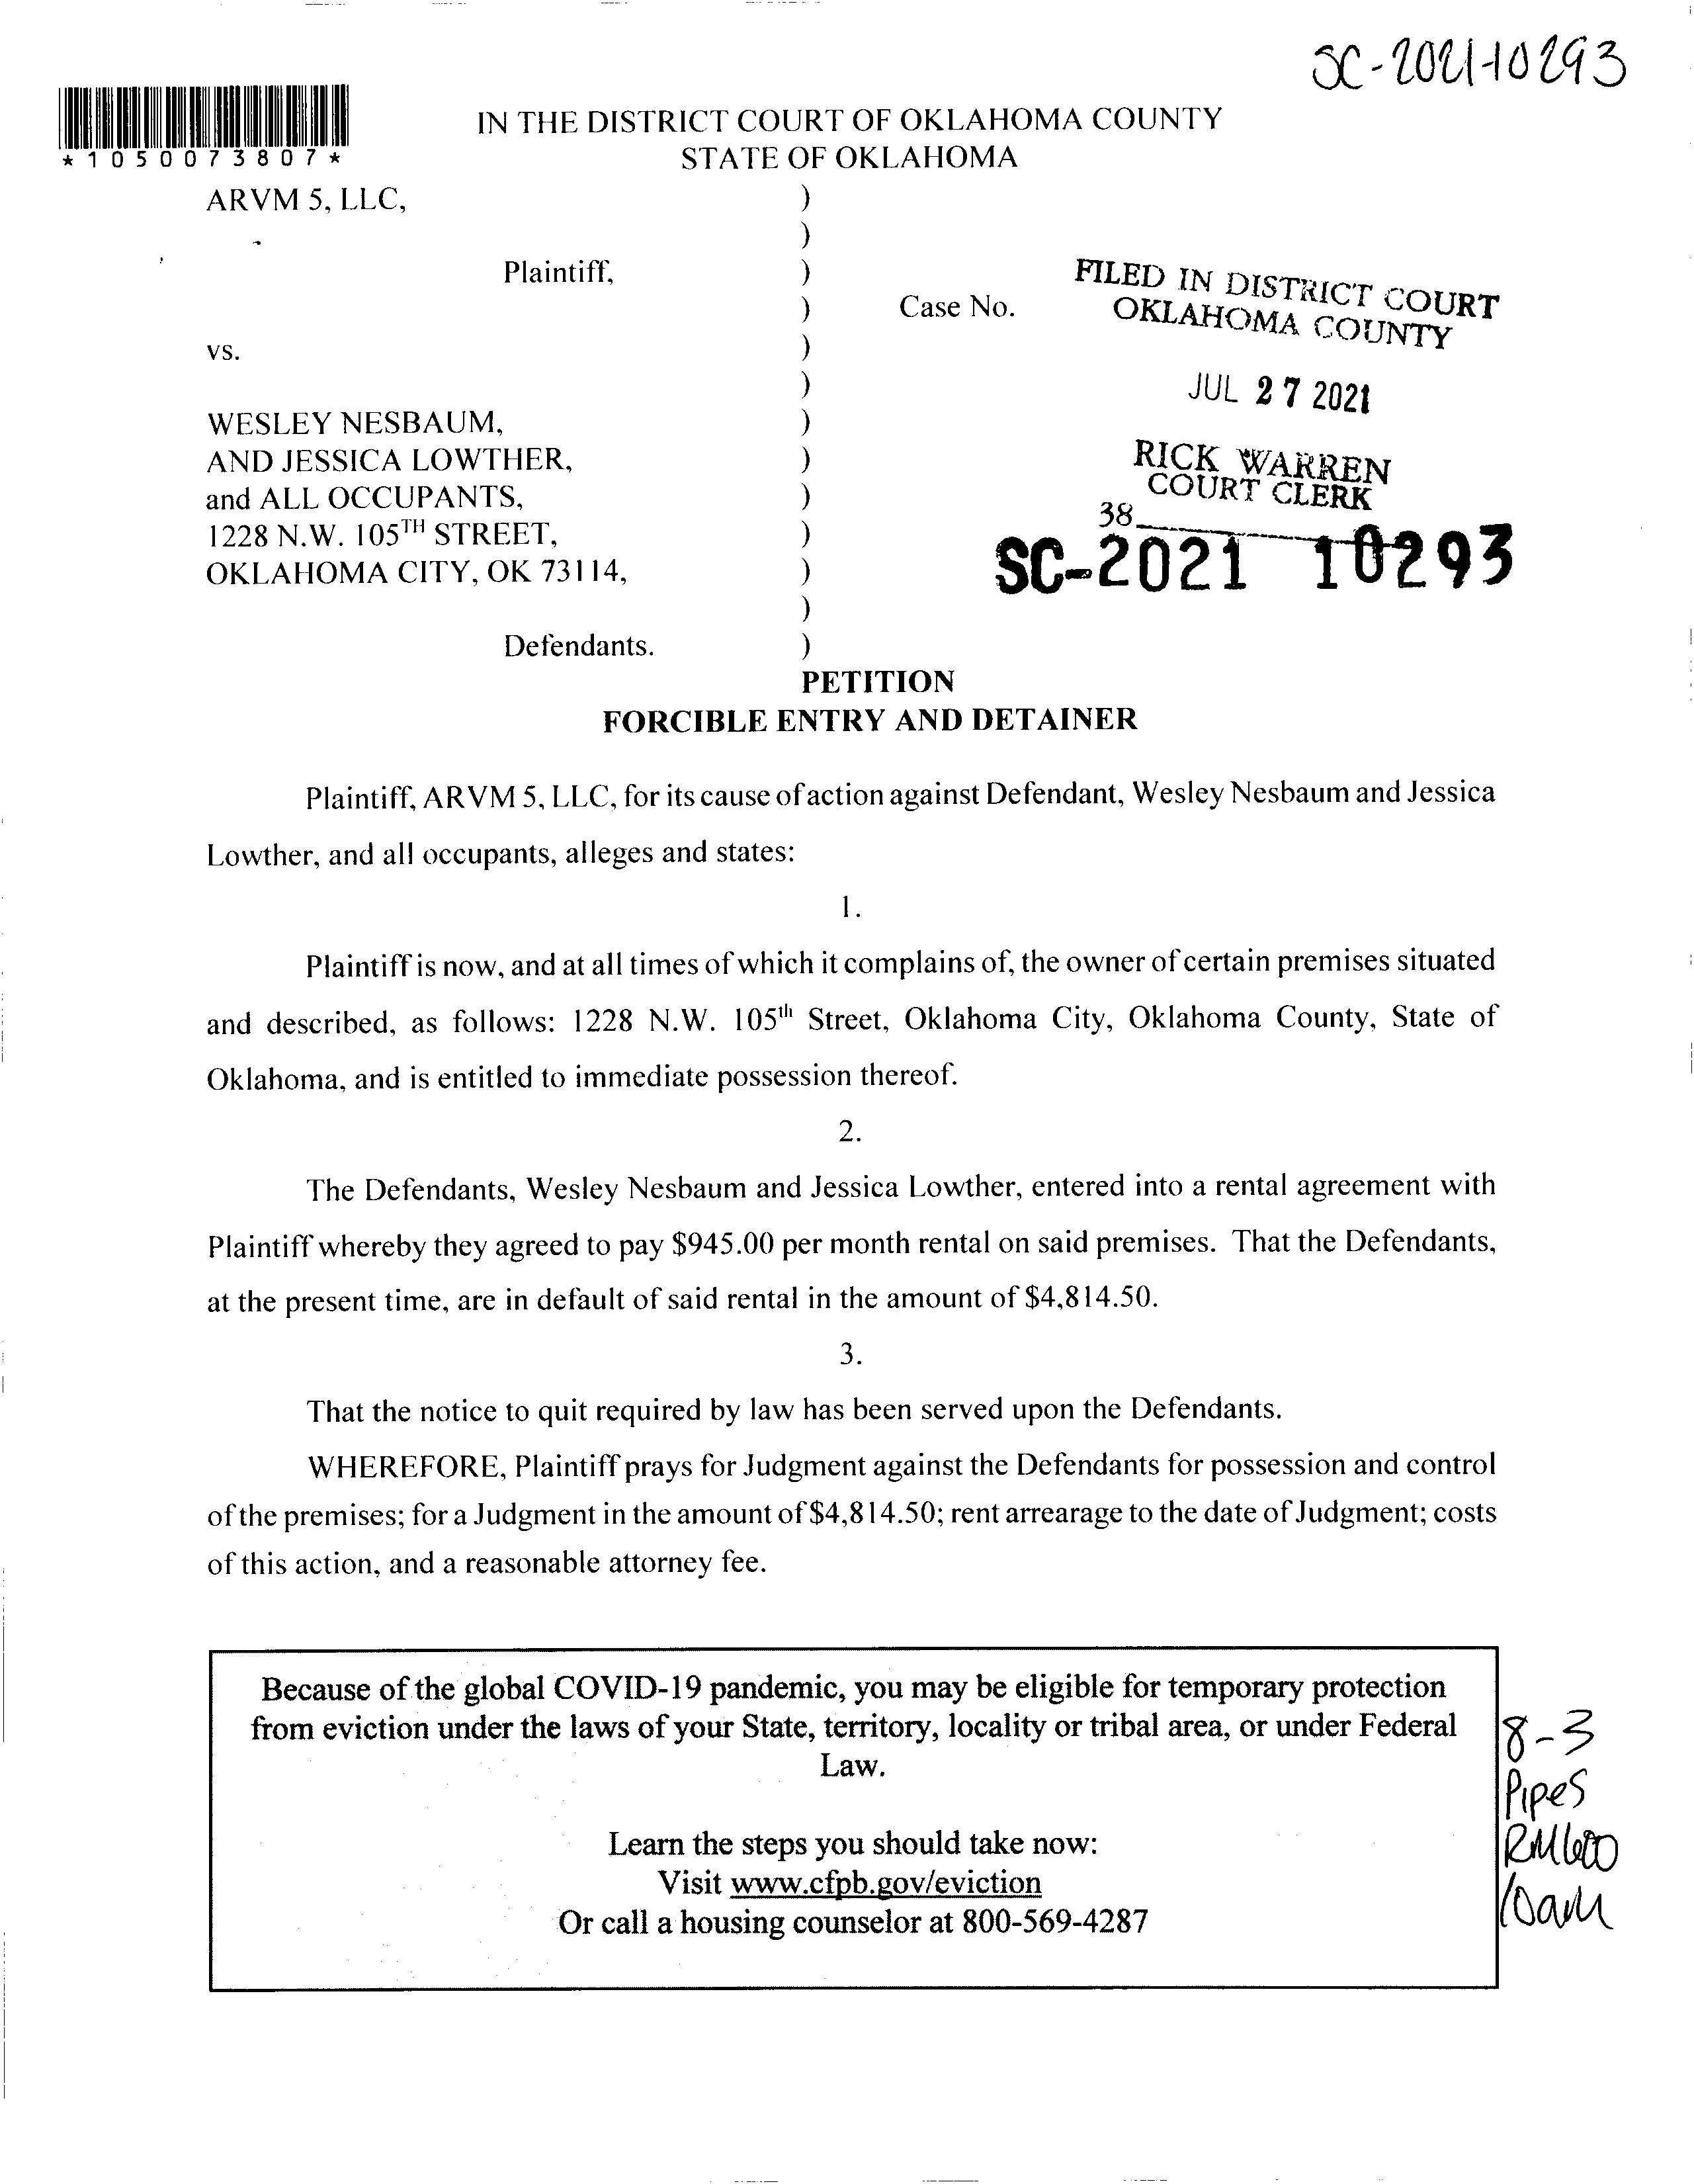 SC-2021-10293
*1050073807*
IN THE DISTRICT COURT OF OKLAHOMA COUNTY
STATE OF OKLAHOMA
ARVM 5, LLC, )
)
Plaintiff, )
) Case No.
vs. )
)
WESLEY NESBAUM, )
AND JESSICA LOWTHER, )
and ALL OCCUPANTS, )
1228 N.W. 105TH STREET, )
OKLAHOMA CITY, OK 73114, )
)
Defendants. )
FILED IN DISTRICT COURT
OKLAHOMA COUNTY
JUL 27 2021
RICK WARREN
COURT CLERK
38
SC-2021 10293
PETITION
FORCIBLE ENTRY AND DETAINER
Plaintiff, ARVM 5, LLC, for its cause of action against Defendant, Wesley Nesbaum and Jessica
Lowther, and all occupants, alleges and states:
1.
Plaintiff is now, and at all times of which it complains of, the owner of certain premises situated
and described, as follows: 1228 N.W. 105th Street, Oklahoma City, Oklahoma County, State of
Oklahoma, and is entitled to immediate possession thereof.
2.
The Defendants, Wesley Nesbaum and Jessica Lowther, entered into a rental agreement with
Plaintiff whereby they agreed to pay $945.00 per month rental on said premises. That the Defendants,
at the present time, are in default of said rental in the amount of $4,814.50.
3.
That the notice to quit required by law has been served upon the Defendants.
WHEREFORE, Plaintiff prays for Judgment against the Defendants for possession and control
of the premises; for a Judgment in the amount of $4,814.50; rent arrearage to the date of Judgment; costs
of this action, and a reasonable attorney fee.
Because of the global COVID-19 pandemic, you may be eligible for temporary protection
from eviction under the laws of your State, territory, locality or tribal area, or under Federal
Law.
Learn the steps you should take now:
Visit www.cfpb.gov/eviction
Or call a housing counselor at 800-569-4287
8-3
Pipes
RM600
10am